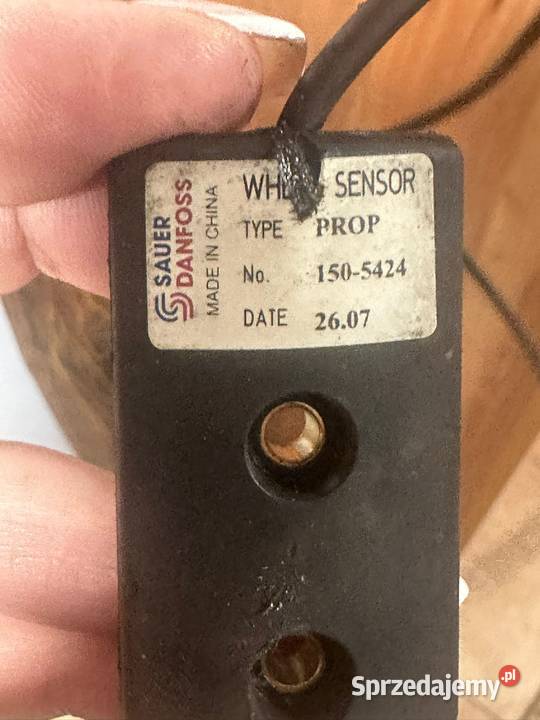 SAUER
DANFOSS
MADE IN CHINA
SENSOR
TYPE PROP
No. 150-5424
DATE 26.07
Sprzedajemy.pl